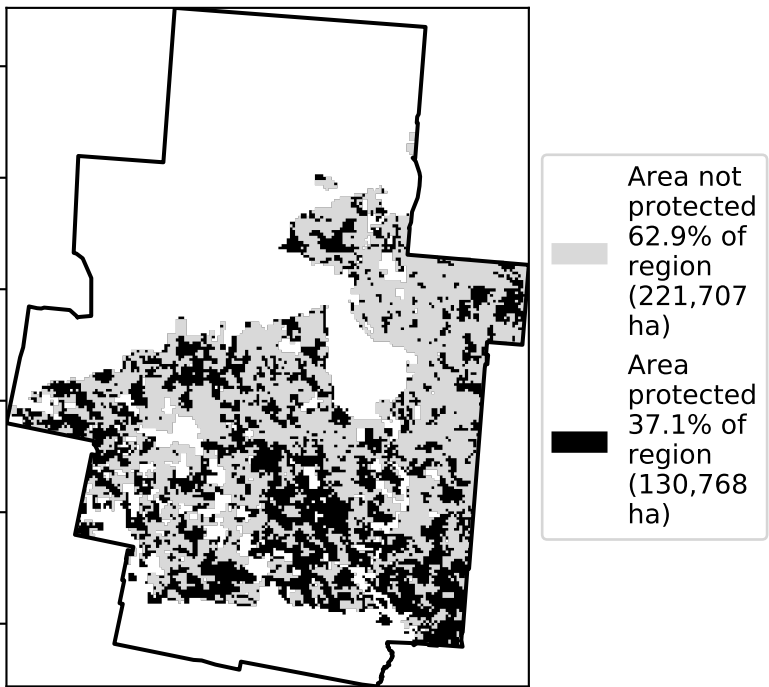 Area not
protected
62.9% of
region
(221,707
ha)
Area
protected
37.1% of
region
(130,768
ha)